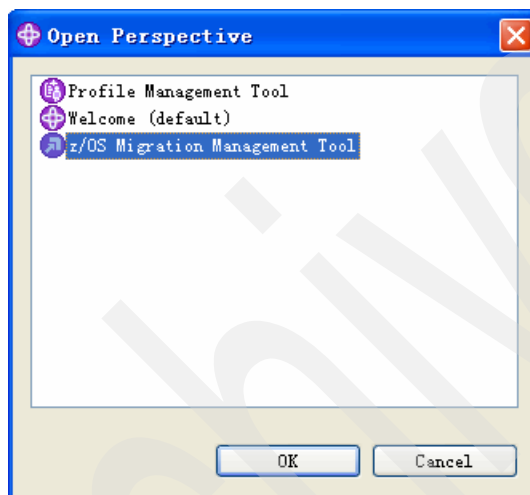 Open Perspective
Profile Management Tool
Welcome (default)
z/OS Migration Management Tool
OK
Cancel